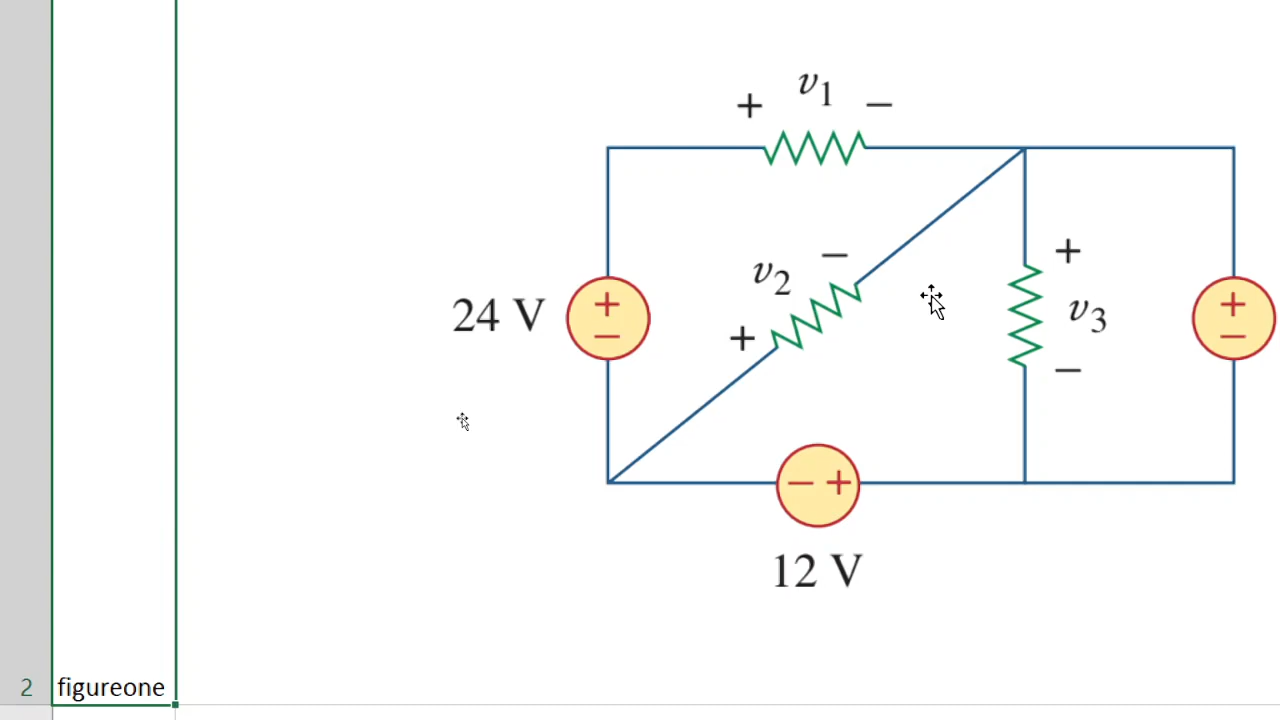 + v1 −
v2 −
+
+
v3
−
24 V
+
−
+
−
− +
12 V
2 figureone